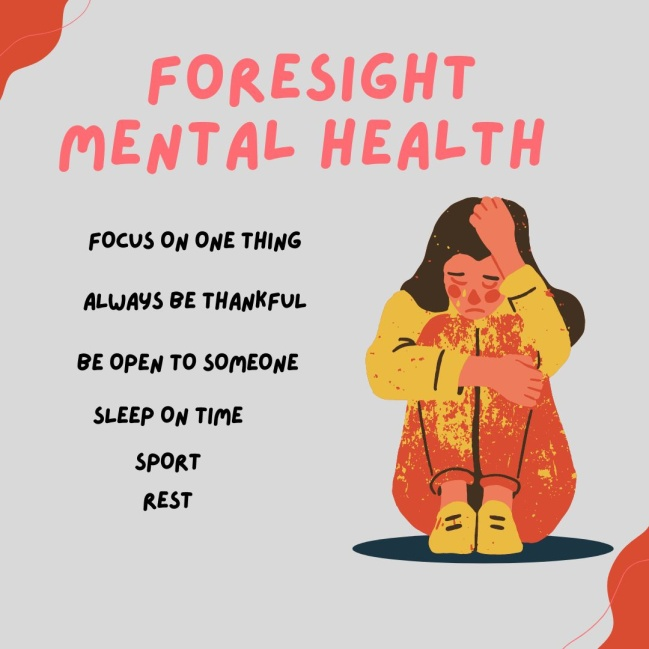 FORESIGHT
MENTAL HEALTH
FOCUS ON ONE THING
ALWAYS BE THANKFUL
BE OPEN TO SOMEONE
SLEEP ON TIME
SPORT
REST